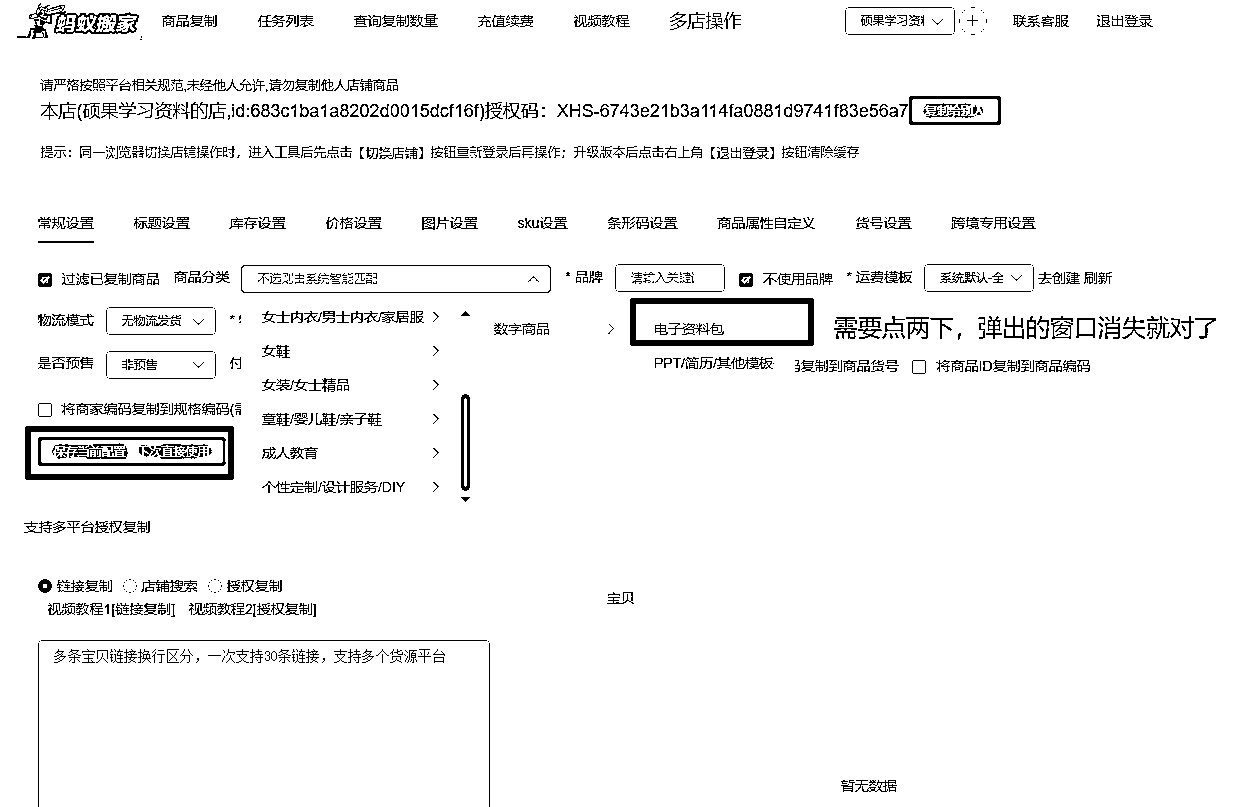 蚂蚁搬家 商品复制 任务列表 查询复制数量 充值续费 视频教程 多店操作 硕果学习资 联系客服 退出登录
请严格按照平台相关规范,未经他人允许,请勿复制他人店铺商品
本店(硕果学习资料的店,id:683c1ba1a8202d0015dcf16f)授权码：XHS-6743e21b3a114fa0881d9741f83e56a7
提示：同一浏览器切换店铺操作时，进入工具后先点击【切换店铺】按钮重新登录后再操作；升级版本后点击右上角【退出登录】按钮清除缓存
常规设置 标题设置 库存设置 价格设置 图片设置 sku设置 条形码设置 商品属性自定义 货号设置 跨境专用设置
过滤已复制商品 商品分类 不选则由系统智能匹配 * 品牌 请输入关键 不使用品牌 * 运费模板 系统默认-全 去创建 刷新
物流模式 无物流发货 * 女士内衣/男士内衣/家居服 数字商品 电子资料包 需要点两下，弹出的窗口消失就对了
女鞋
是否预售 非预售 付 PPT/简历/其他模板 复制到商品货号 将商品ID复制到商品编码
女装/女士精品
将商家编码复制到规格编码( 童鞋/婴儿鞋/亲子鞋
保存当前配置 下次直接使用 成人教育
个性定制/设计服务/DIY
支持多平台授权复制
链接复制 店铺搜索 授权复制
宝贝
视频教程1[链接复制] 视频教程2[授权复制]
多条宝贝链接换行区分，一次支持30条链接，支持多个货源平台
暂无数据